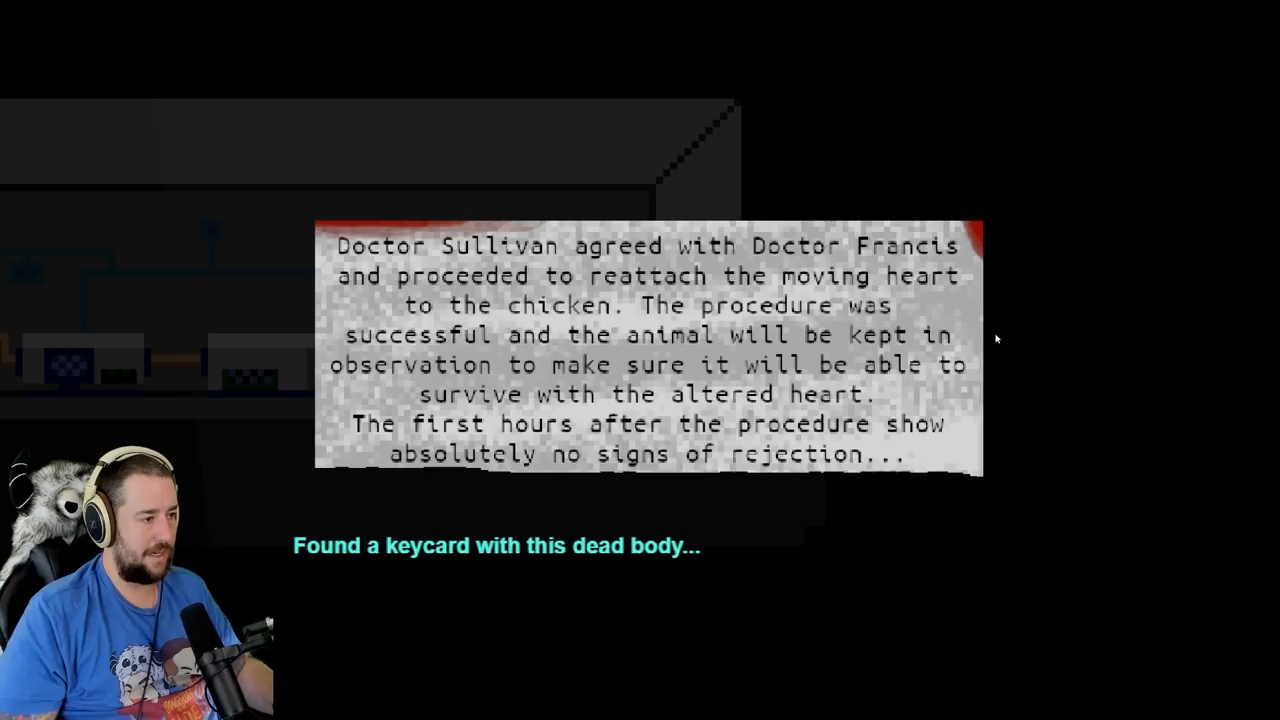 Doctor Sullivan agreed with Doctor Francis
and proceeded to reattach the moving heart
to the chicken. The procedure was
successful and the animal will be kept in
observation to make sure it will be able to
survive with the altered heart.
The first hours after the procedure show
absolutely no signs of rejection...
Found a keycard with this dead body...